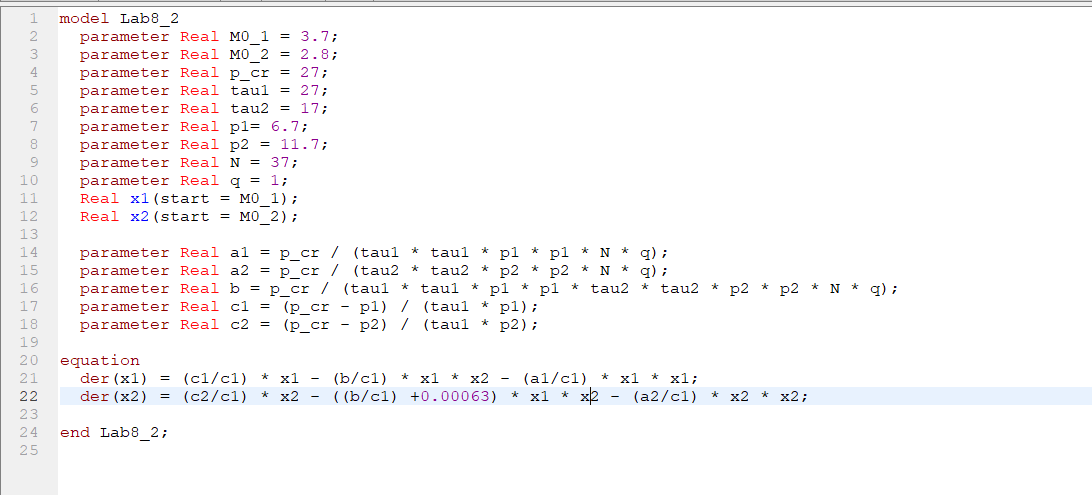 1 model Lab8_2
2 parameter Real M0_1 = 3.7;
3 parameter Real M0_2 = 2.8;
4 parameter Real p_cr = 27;
5 parameter Real tau1 = 27;
6 parameter Real tau2 = 17;
7 parameter Real p1= 6.7;
8 parameter Real p2 = 11.7;
9 parameter Real N = 37;
10 parameter Real q = 1;
11 Real x1(start = M0_1);
12 Real x2(start = M0_2);
13
14 parameter Real a1 = p_cr / (tau1 * tau1 * p1 * p1 * N * q);
15 parameter Real a2 = p_cr / (tau2 * tau2 * p2 * p2 * N * q);
16 parameter Real b = p_cr / (tau1 * tau1 * p1 * p1 * tau2 * tau2 * p2 * p2 * N * q);
17 parameter Real c1 = (p_cr - p1) / (tau1 * p1);
18 parameter Real c2 = (p_cr - p2) / (tau1 * p2);
19
20 equation
21 der(x1) = (c1/c1) * x1 - (b/c1) * x1 * x2 - (a1/c1) * x1 * x1;
22 der(x2) = (c2/c1) * x2 - ((b/c1) +0.00063) * x1 * x2 - (a2/c1) * x2 * x2;
23
24 end Lab8_2;
25